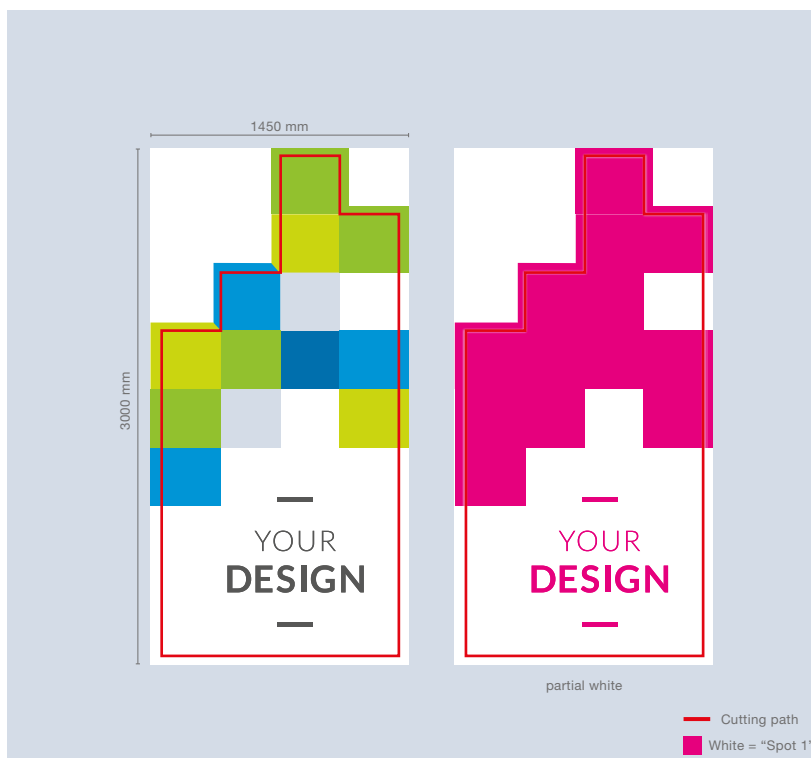 1450 mm
3000 mm
YOUR
DESIGN
YOUR
DESIGN
partial white
Cutting path
White = “Spot 1”